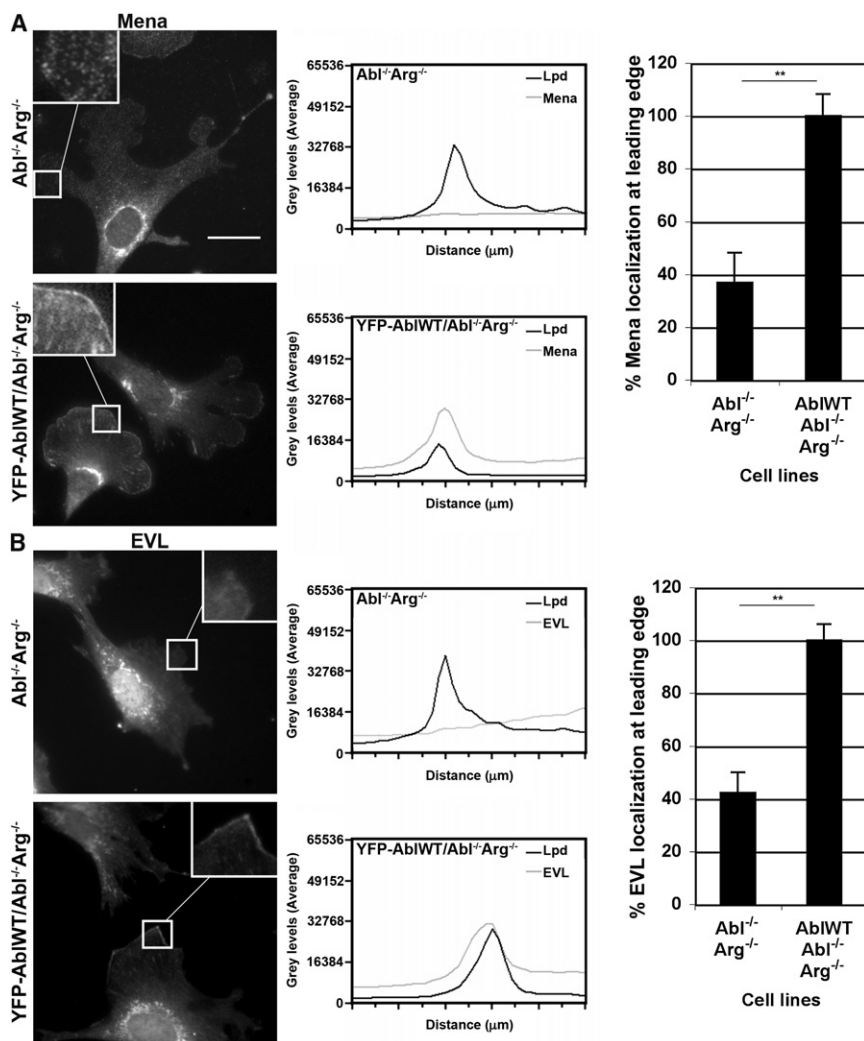 A
Mena
Abl-/-Arg-/-
YFP-AblWT/Abl-/-Arg-/-
Grey levels (Average)
65536
49152
32768
16384
0
Abl-/-Arg-/-
Lpd
Mena
Distance (μm)
Grey levels (Average)
65536
49152
32768
16384
0
YFP-AblWT/Abl-/-Arg-/-
Lpd
Mena
Distance (μm)
% Mena localization at leading edge
120
100
80
60
40
20
0
**
Abl-/-
Arg-/-
AblWT
Abl-/-
Arg-/-
Cell lines
B
EVL
Abl-/-Arg-/-
YFP-AblWT/Abl-/-Arg-/-
Grey levels (Average)
65536
49152
32768
16384
0
Abl-/-Arg-/-
Lpd
EVL
Distance (μm)
Grey levels (Average)
65536
49152
32768
16384
0
YFP-AblWT/Abl-/-Arg-/-
Lpd
EVL
Distance (μm)
% EVL localization at leading edge
120
100
80
60
40
20
0
**
Abl-/-
Arg-/-
AblWT
Abl-/-
Arg-/-
Cell lines